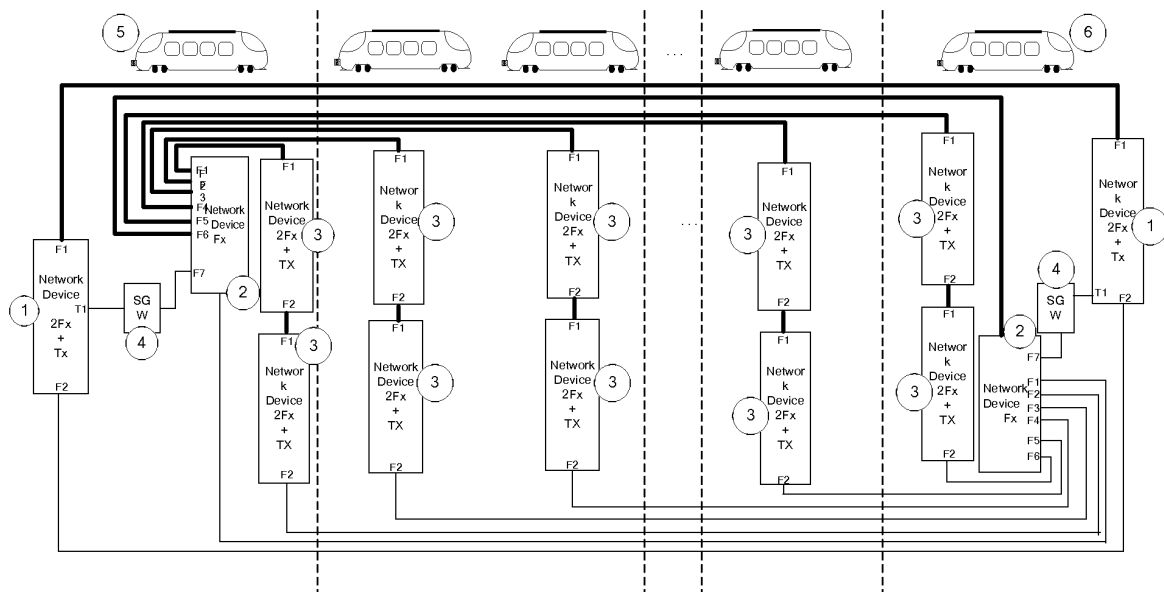 5
6
. . .
F1
Network
Device
2Fx
+
Tx
T1
F2
1
SG
W
4
F1
F
2
3
F4
F5
F6
F7
Network
Device
Fx
2
F1
Networ
k
Device
2Fx
+
TX
F2
3
F1
Networ
k
Device
2Fx
+
TX
F2
3
F1
Networ
k
Device
2Fx
+
TX
F2
3
F1
Networ
k
Device
2Fx
+
TX
F2
3
F1
Networ
k
Device
2Fx
+
TX
F2
3
F1
Networ
k
Device
2Fx
+
TX
F2
3
. . .
. . .
F1
Networ
k
Device
2Fx
+
TX
F2
3
F1
Networ
k
Device
2Fx
+
TX
F2
3
F1
Networ
k
Device
2Fx
+
TX
F2
3
F1
Networ
k
Device
2Fx
+
TX
F2
3
2
Network
Device
Fx
F7
F1
F2
F3
F4
F5
F6
4
SG
W
F1
Networ
k
Device
2Fx
+
Tx
T1
F2
1